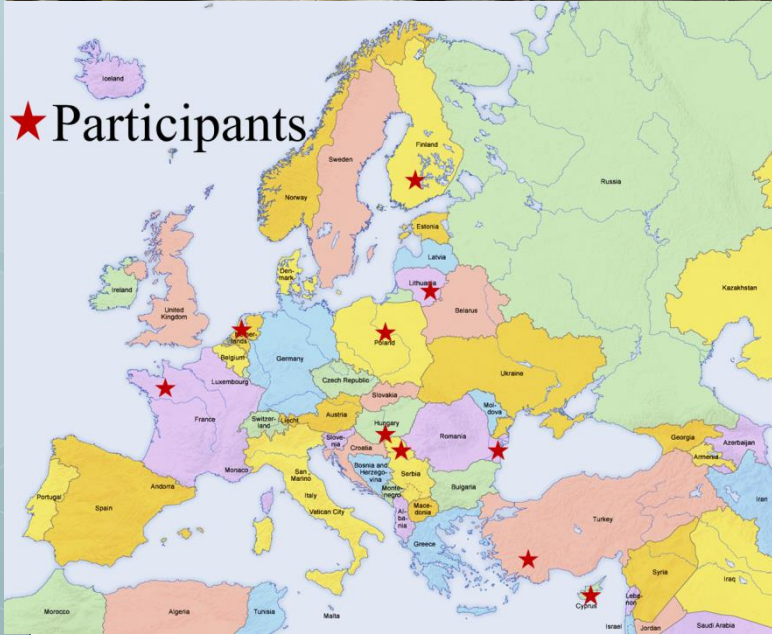 Iceland
Participants
Finland
Sweden
Norway
Russia
Estonia
Latvia
Den-
mark
Lithuania
Ireland
United
Kingdom
Belarus
Kazakhstan
Nether-
lands
Poland
Belgium
Germany
Luxembourg
Czech Republic
Ukraine
Slovakia
France
Switzer-
land
Liecht.
Austria
Hungary
Mol-
dova
Slove-
nia
Croatia
Romania
Georgia
Azerbaijan
Armenia
Monaco
San
Marino
Bosnia and
Herzego-
vina
Serbia
Andorra
Italy
Monte-
negro
Bulgaria
Iran
Portugal
Spain
Vatican City
Al-
ba-
nia
Mace-
donia
Turkey
Greece
Syria
Iraq
Cyprus
Leba-
non
Morocco
Algeria
Tunisia
Malta
Israel
Jordan
Saudi Arabia